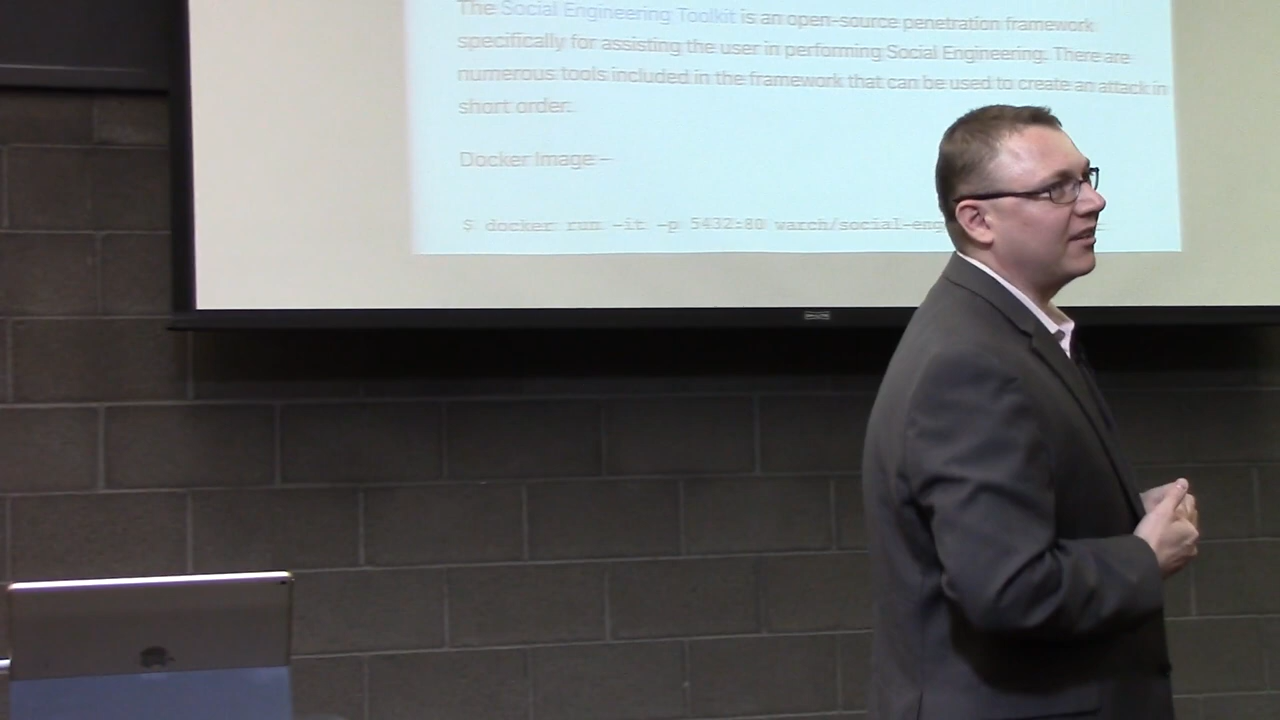 The Social Engineering Toolkit is an open-source penetration framework
specifically for assisting the user in performing Social Engineering. There are
numerous tools included in the framework that can be used to create an attack in
short order:
Docker Image –
$ docker run -it -p 5432:80 warch/social-eng